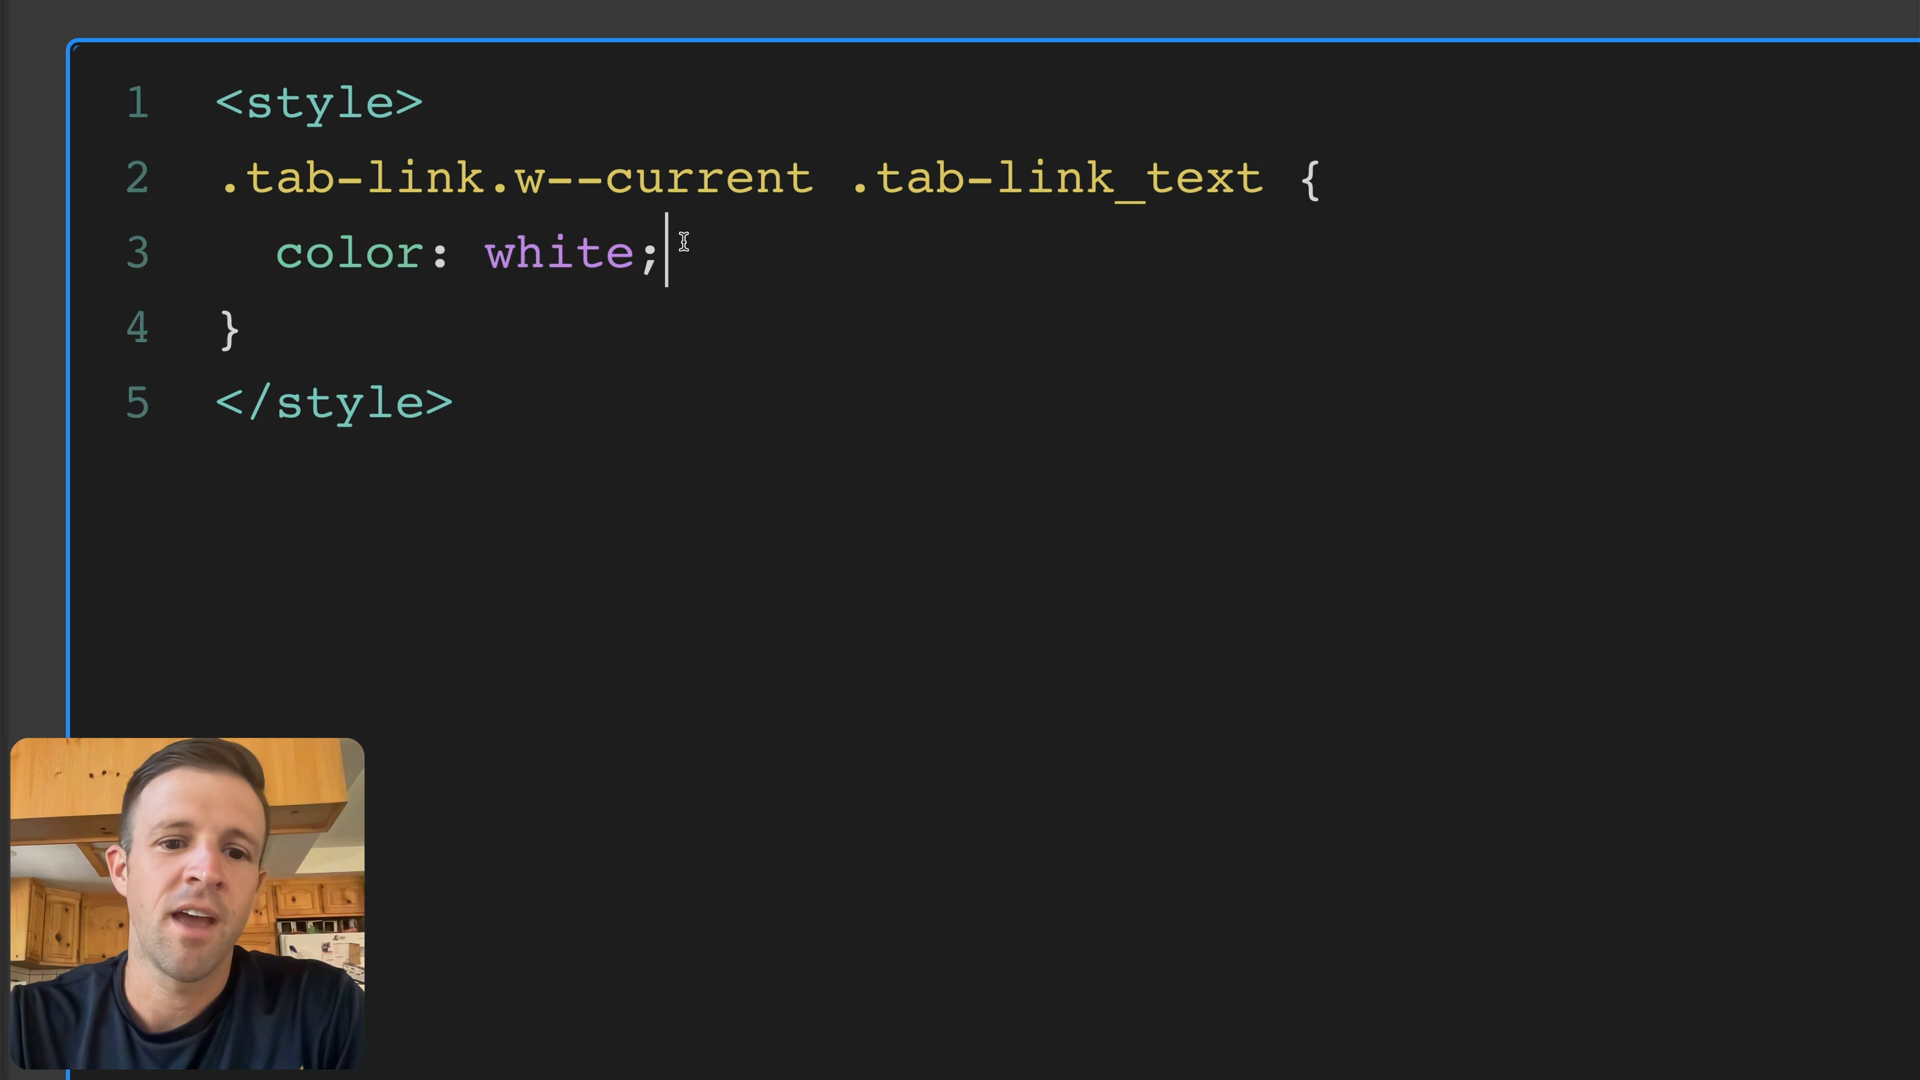 1 <style>
2 .tab-link.w--current .tab-link_text {
3 color: white;
4 }
5 </style>